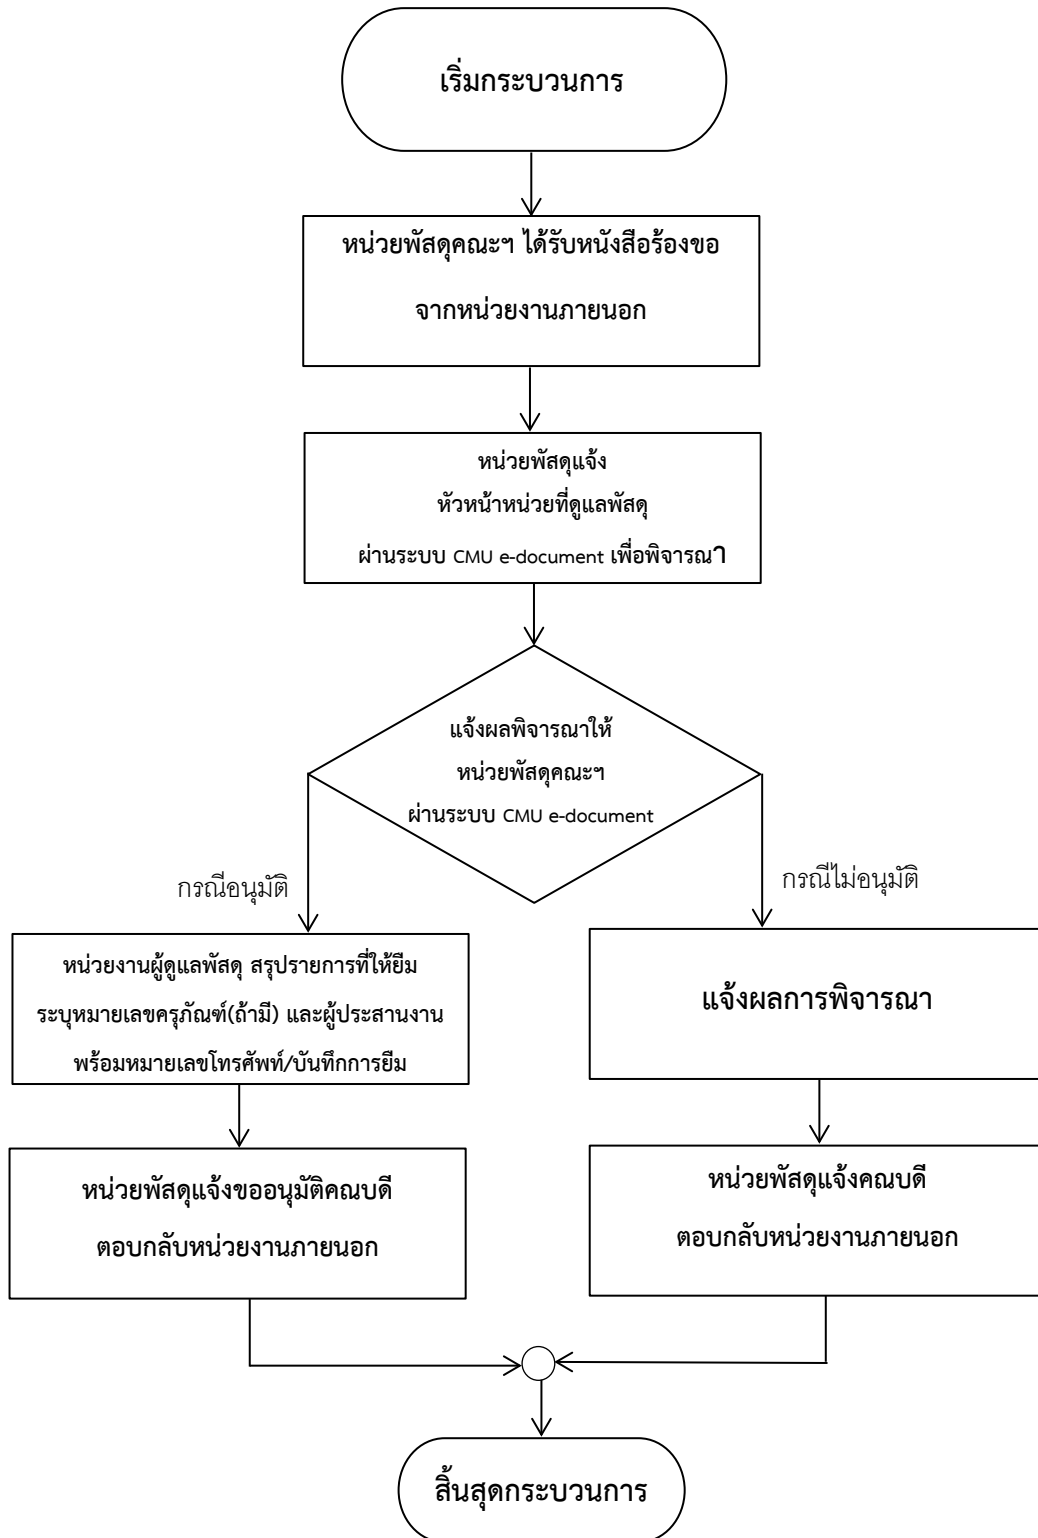 เริ่มกระบวนการ
หน่วยพัสดุคณะฯ ได้รับหนังสือร้องขอ
จากหน่วยงานภายนอก
หน่วยพัสดุแจ้ง
หัวหน้าหน่วยที่ดูแลพัสดุ
ผ่านระบบ CMU e-document เพื่อพิจารณา
แจ้งผลพิจารณาให้
หน่วยพัสดุคณะฯ
ผ่านระบบ CMU e-document
กรณีอนุมัติ
กรณีไม่อนุมัติ
หน่วยงานผู้ดูแลพัสดุ สรุปรายการที่ให้ยืม
ระบุหมายเลขครุภัณฑ์(ถ้ามี) และผู้ประสานงาน
พร้อมหมายเลขโทรศัพท์/บันทึกการยืม
แจ้งผลการพิจารณา
หน่วยพัสดุแจ้งขออนุมัติคณบดี
ตอบกลับหน่วยงานภายนอก
หน่วยพัสดุแจ้งคณบดี
ตอบกลับหน่วยงานภายนอก
สิ้นสุดกระบวนการ